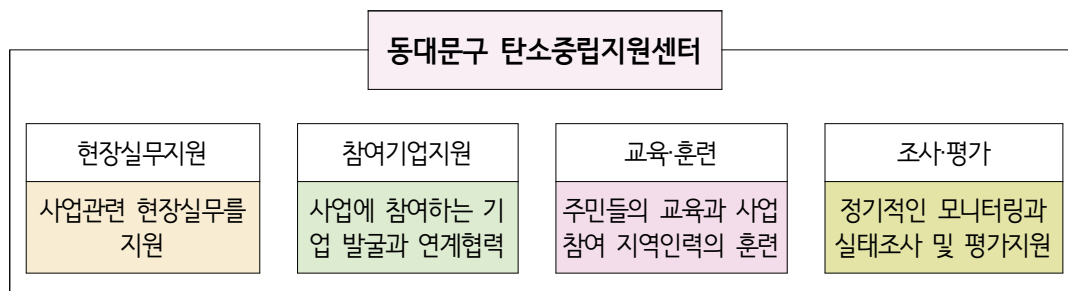 동대문구 탄소중립지원센터
현장실무지원
사업관련 현장실무를
지원
참여기업지원
사업에 참여하는 기
업 발굴과 연계협력
교육·훈련
주민들의 교육과 사업
참여 지역인력의 훈련
조사·평가
정기적인 모니터링과
실태조사 및 평가지원